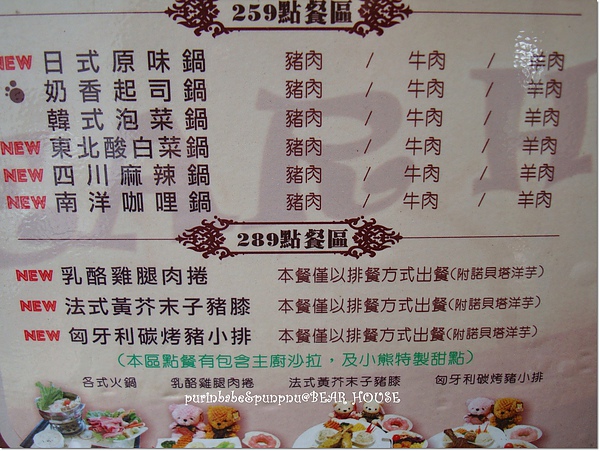 259點餐區
NEW 日式原味鍋 豬肉 / 牛肉 / 羊肉
奶香起司鍋 豬肉 / 牛肉 / 羊肉
韓式泡菜鍋 豬肉 / 牛肉 / 羊肉
NEW 東北酸白菜鍋 豬肉 / 牛肉 / 羊肉
NEW 四川麻辣鍋 豬肉 / 牛肉 / 羊肉
NEW 南洋咖哩鍋 豬肉 / 牛肉 / 羊肉
289點餐區
NEW 乳酪雞腿肉捲 本餐僅以排餐方式出餐(附諾貝塔洋芋)
NEW 法式黃芥末子豬膝 本餐僅以排餐方式出餐(附諾貝塔洋芋)
NEW 匈牙利碳烤豬小排 本餐僅以排餐方式出餐(附諾貝塔洋芋)
(本區點餐有包含主廚沙拉，及小熊特製甜點)
各式火鍋 乳酪雞腿肉捲 法式黃芥末子豬膝 匈牙利碳烤豬小排
purinbabe&punpnu@BEAR HOUSE